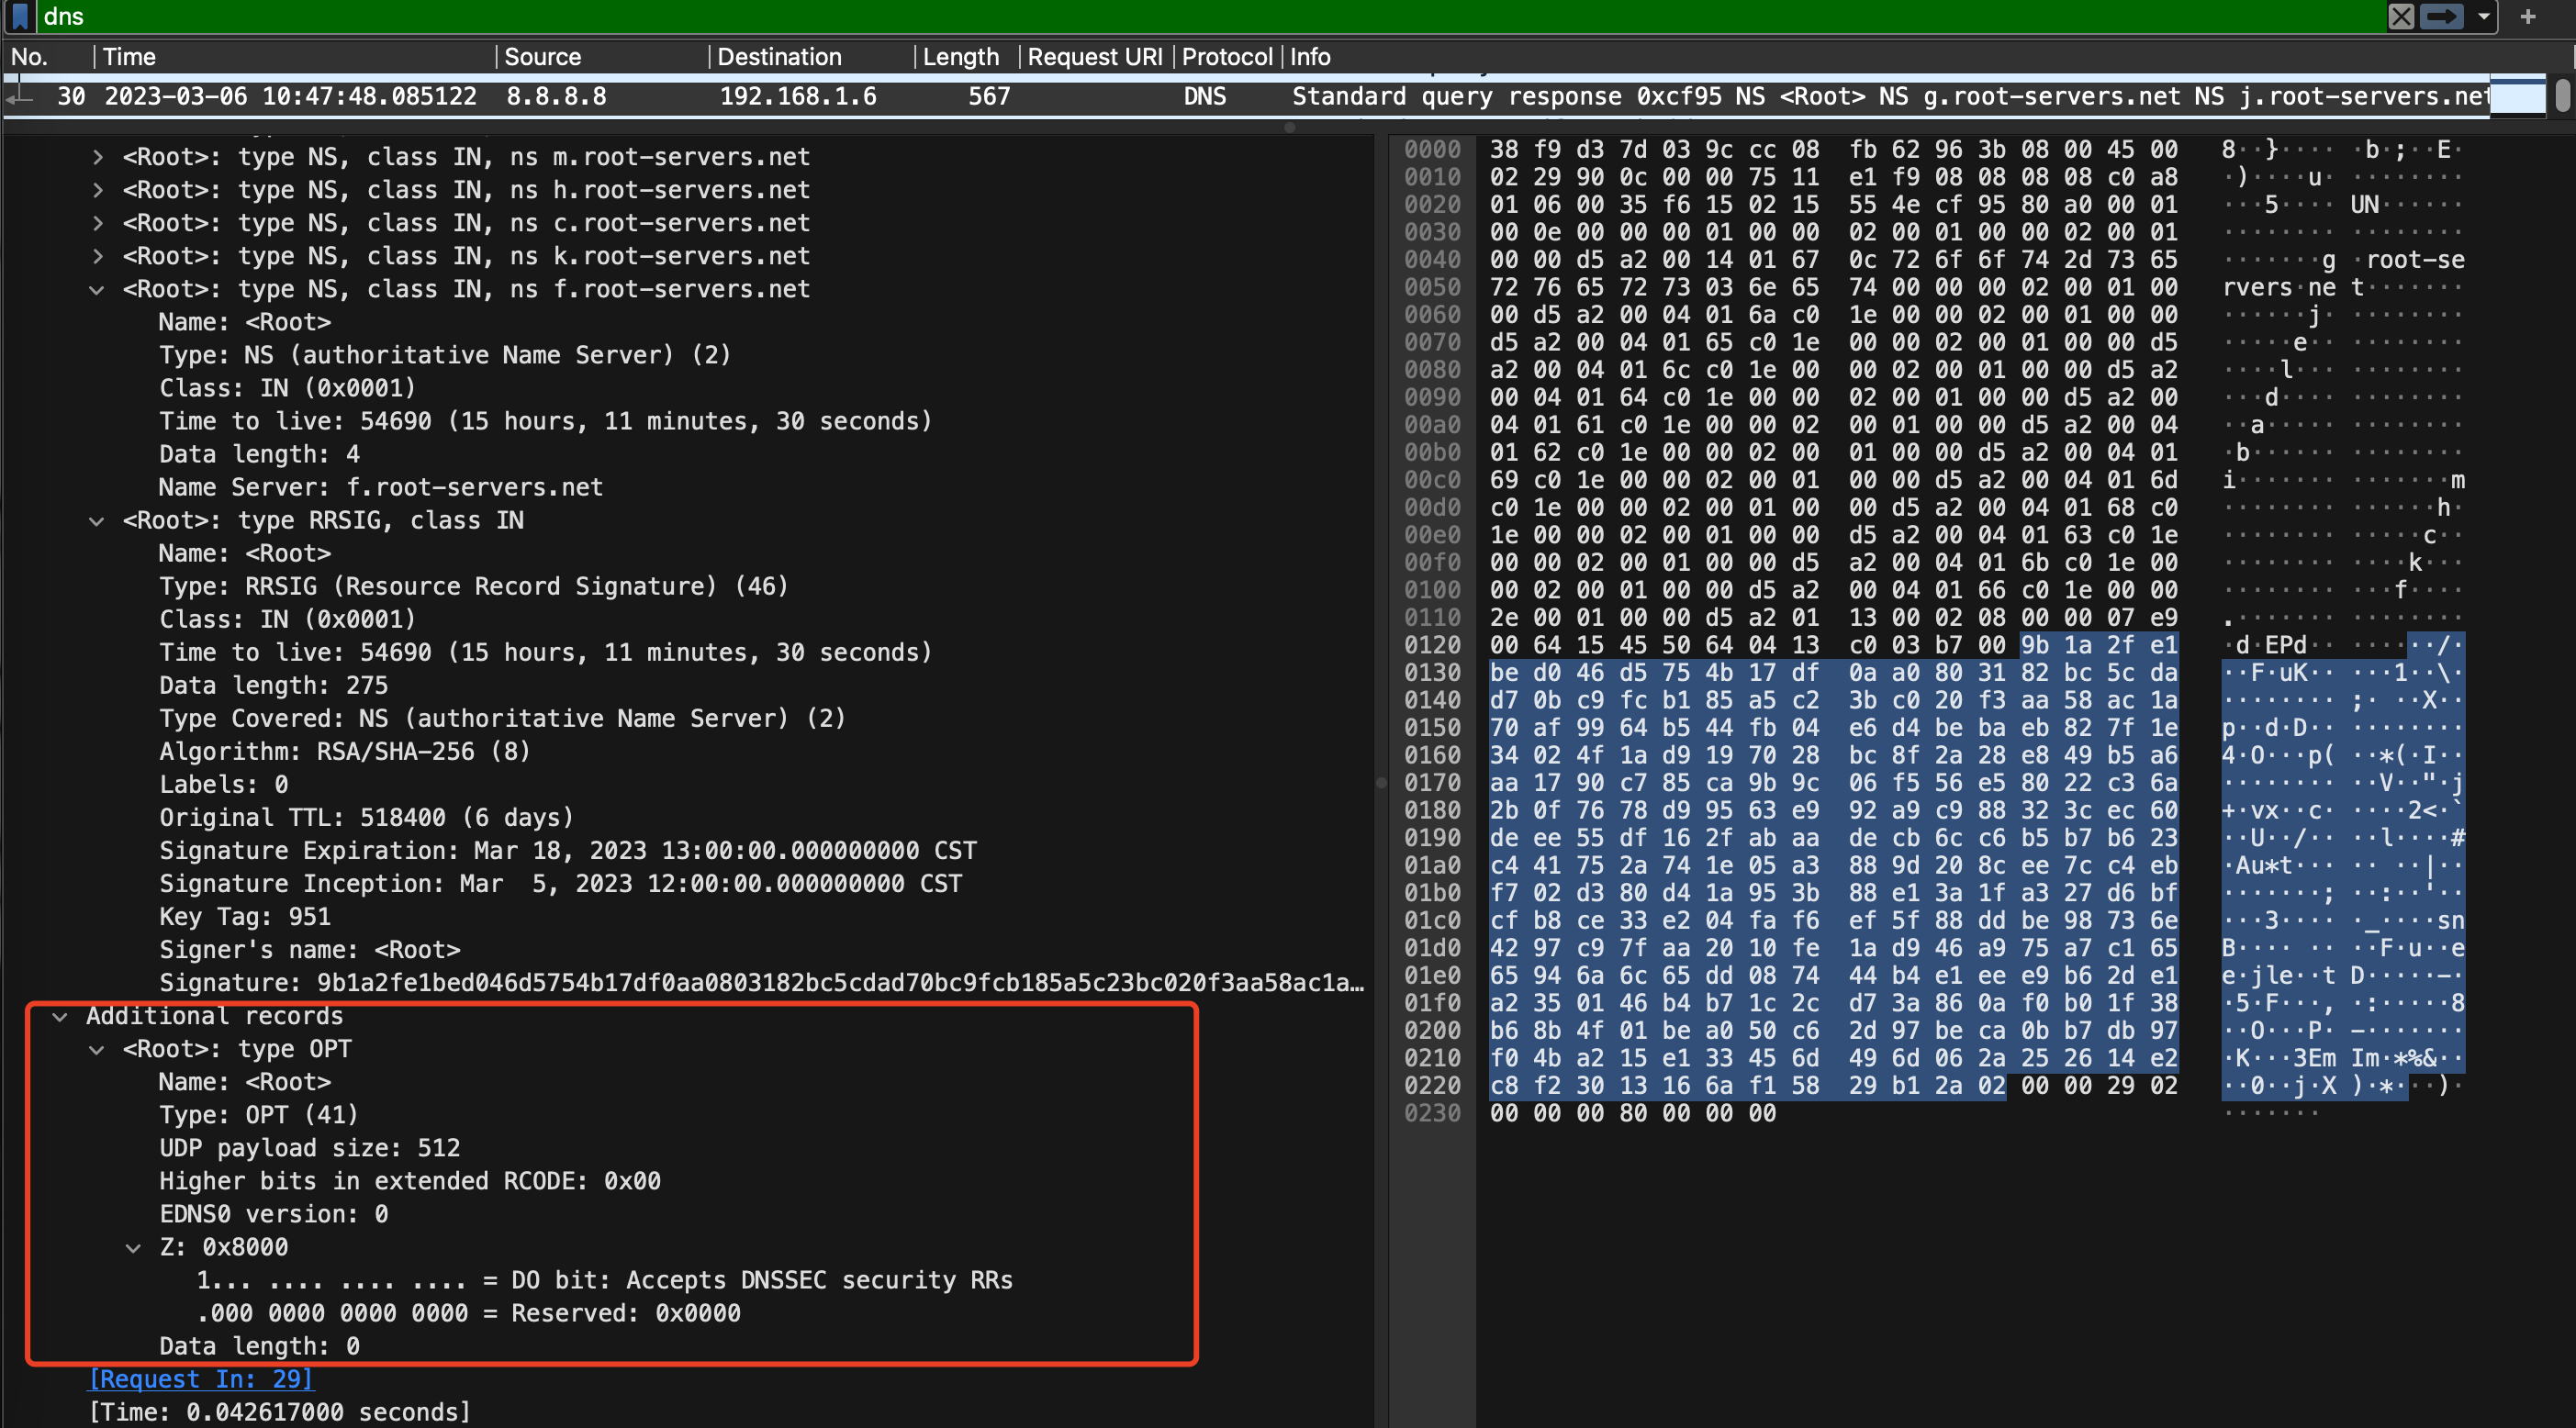 dns
No. Time Source Destination Length Request URI Protocol Info
30 2023-03-06 10:47:48.085122 8.8.8.8 192.168.1.6 567 DNS Standard query response 0xcf95 NS <Root> NS g.root-servers.net NS j.root-servers.net
<Root>: type NS, class IN, ns m.root-servers.net
<Root>: type NS, class IN, ns h.root-servers.net
<Root>: type NS, class IN, ns c.root-servers.net
<Root>: type NS, class IN, ns k.root-servers.net
<Root>: type NS, class IN, ns f.root-servers.net
Name: <Root>
Type: NS (authoritative Name Server) (2)
Class: IN (0x0001)
Time to live: 54690 (15 hours, 11 minutes, 30 seconds)
Data length: 4
Name Server: f.root-servers.net
<Root>: type RRSIG, class IN
Name: <Root>
Type: RRSIG (Resource Record Signature) (46)
Class: IN (0x0001)
Time to live: 54690 (15 hours, 11 minutes, 30 seconds)
Data length: 275
Type Covered: NS (authoritative Name Server) (2)
Algorithm: RSA/SHA-256 (8)
Labels: 0
Original TTL: 518400 (6 days)
Signature Expiration: Mar 18, 2023 13:00:00.000000000 CST
Signature Inception: Mar  5, 2023 12:00:00.000000000 CST
Key Tag: 951
Signer's name: <Root>
Signature: 9b1a2fe1bed046d5754b17df0aa0803182bc5cdad70bc9fcb185a5c23bc020f3aa58ac1a…
Additional records
<Root>: type OPT
Name: <Root>
Type: OPT (41)
UDP payload size: 512
Higher bits in extended RCODE: 0x00
EDNS0 version: 0
Z: 0x8000
1... .... .... .... = DO bit: Accepts DNSSEC security RRs
.000 0000 0000 0000 = Reserved: 0x0000
Data length: 0
[Request In: 29]
[Time: 0.042617000 seconds]
0000 38 f9 d3 7d 03 9c cc 08 fb 62 96 3b 08 00 45 00 8··}···· ·b·;··E·
0010 02 29 90 0c 00 00 75 11 e1 f9 08 08 08 08 c0 a8 ·)····u· ········
0020 01 06 00 35 f6 15 02 15 55 4e cf 95 80 a0 00 01 ···5···· UN······
0030 00 0e 00 00 00 01 00 00 02 00 01 00 00 02 00 01 ········ ········
0040 00 00 d5 a2 00 14 01 67 0c 72 6f 6f 74 2d 73 65 ·······g ·root-se
0050 72 76 65 72 73 03 6e 65 74 00 00 00 02 00 01 00 rvers·ne t·······
0060 00 d5 a2 00 04 01 6a c0 1e 00 00 02 00 01 00 00 ······j· ········
0070 d5 a2 00 04 01 65 c0 1e 00 00 02 00 01 00 00 d5 ·····e·· ········
0080 a2 00 04 01 6c c0 1e 00 00 02 00 01 00 00 d5 a2 ····l··· ········
0090 00 04 01 64 c0 1e 00 00 02 00 01 00 00 d5 a2 00 ···d···· ········
00a0 04 01 61 c0 1e 00 00 02 00 01 00 00 d5 a2 00 04 ··a····· ········
00b0 01 62 c0 1e 00 00 02 00 01 00 00 d5 a2 00 04 01 ·b······ ········
00c0 69 c0 1e 00 00 02 00 01 00 00 d5 a2 00 04 01 6d i······· ·······m
00d0 c0 1e 00 00 02 00 01 00 00 d5 a2 00 04 01 68 c0 ········ ······h·
00e0 1e 00 00 02 00 01 00 00 d5 a2 00 04 01 63 c0 1e ········ ·····c··
00f0 00 00 02 00 01 00 00 d5 a2 00 04 01 6b c0 1e 00 ········ ····k···
0100 00 02 00 01 00 00 d5 a2 00 04 01 66 c0 1e 00 00 ········ ···f····
0110 2e 00 01 00 00 d5 a2 01 13 00 02 08 00 00 07 e9 .······· ········
0120 00 64 15 45 50 64 04 13 c0 03 b7 00 9b 1a 2f e1 ·d·EPd·· ······/·
0130 be d0 46 d5 75 4b 17 df 0a a0 80 31 82 bc 5c da ··F·uK·· ···1··\·
0140 d7 0b c9 fc b1 85 a5 c2 3b c0 20 f3 aa 58 ac 1a ········ ;· ··X··
0150 70 af 99 64 b5 44 fb 04 e6 d4 be ba eb 82 7f 1e p··d·D·· ········
0160 34 02 4f 1a d9 19 70 28 bc 8f 2a 28 e8 49 b5 a6 4·O···p( ··*(·I··
0170 aa 17 90 c7 85 ca 9b 9c 06 f5 56 e5 80 22 c3 6a ········ ··V··"·j
0180 2b 0f 76 78 d9 95 63 e9 92 a9 c9 88 32 3c ec 60 +·vx··c· ····2<·`
0190 de ee 55 df 16 2f ab aa de cb 6c c6 b5 b7 b6 23 ··U··/·· ··l····#
01a0 c4 41 75 2a 74 1e 05 a3 88 9d 20 8c ee 7c c4 eb ·Au*t··· ·· ··|··
01b0 f7 02 d3 80 d4 1a 95 3b 88 e1 3a 1f a3 27 d6 bf ·······; ··:··'··
01c0 cf b8 ce 33 e2 04 fa f6 ef 5f 88 dd be 98 73 6e ···3···· ·_····sn
01d0 42 97 c9 7f aa 20 10 fe 1a d9 46 a9 75 a7 c1 65 B···· ·· ··F·u··e
01e0 65 94 6a 6c 65 dd 08 74 44 b4 e1 ee e9 b6 2d e1 e·jle··t D·····-·
01f0 a2 35 01 46 b4 b7 1c 2c d7 3a 86 0a f0 b0 1f 38 ·5·F···, ·:·····8
0200 b6 8b 4f 01 be a0 50 c6 2d 97 be ca 0b b7 db 97 ··O···P· -·······
0210 f0 4b a2 15 e1 33 45 6d 49 6d 06 2a 25 26 14 e2 ·K···3Em Im·*%&··
0220 c8 f2 30 13 16 6a f1 58 29 b1 2a 02 00 00 29 02 ··0··j·X )·*···)·
0230 00 00 00 80 00 00 00 ·······